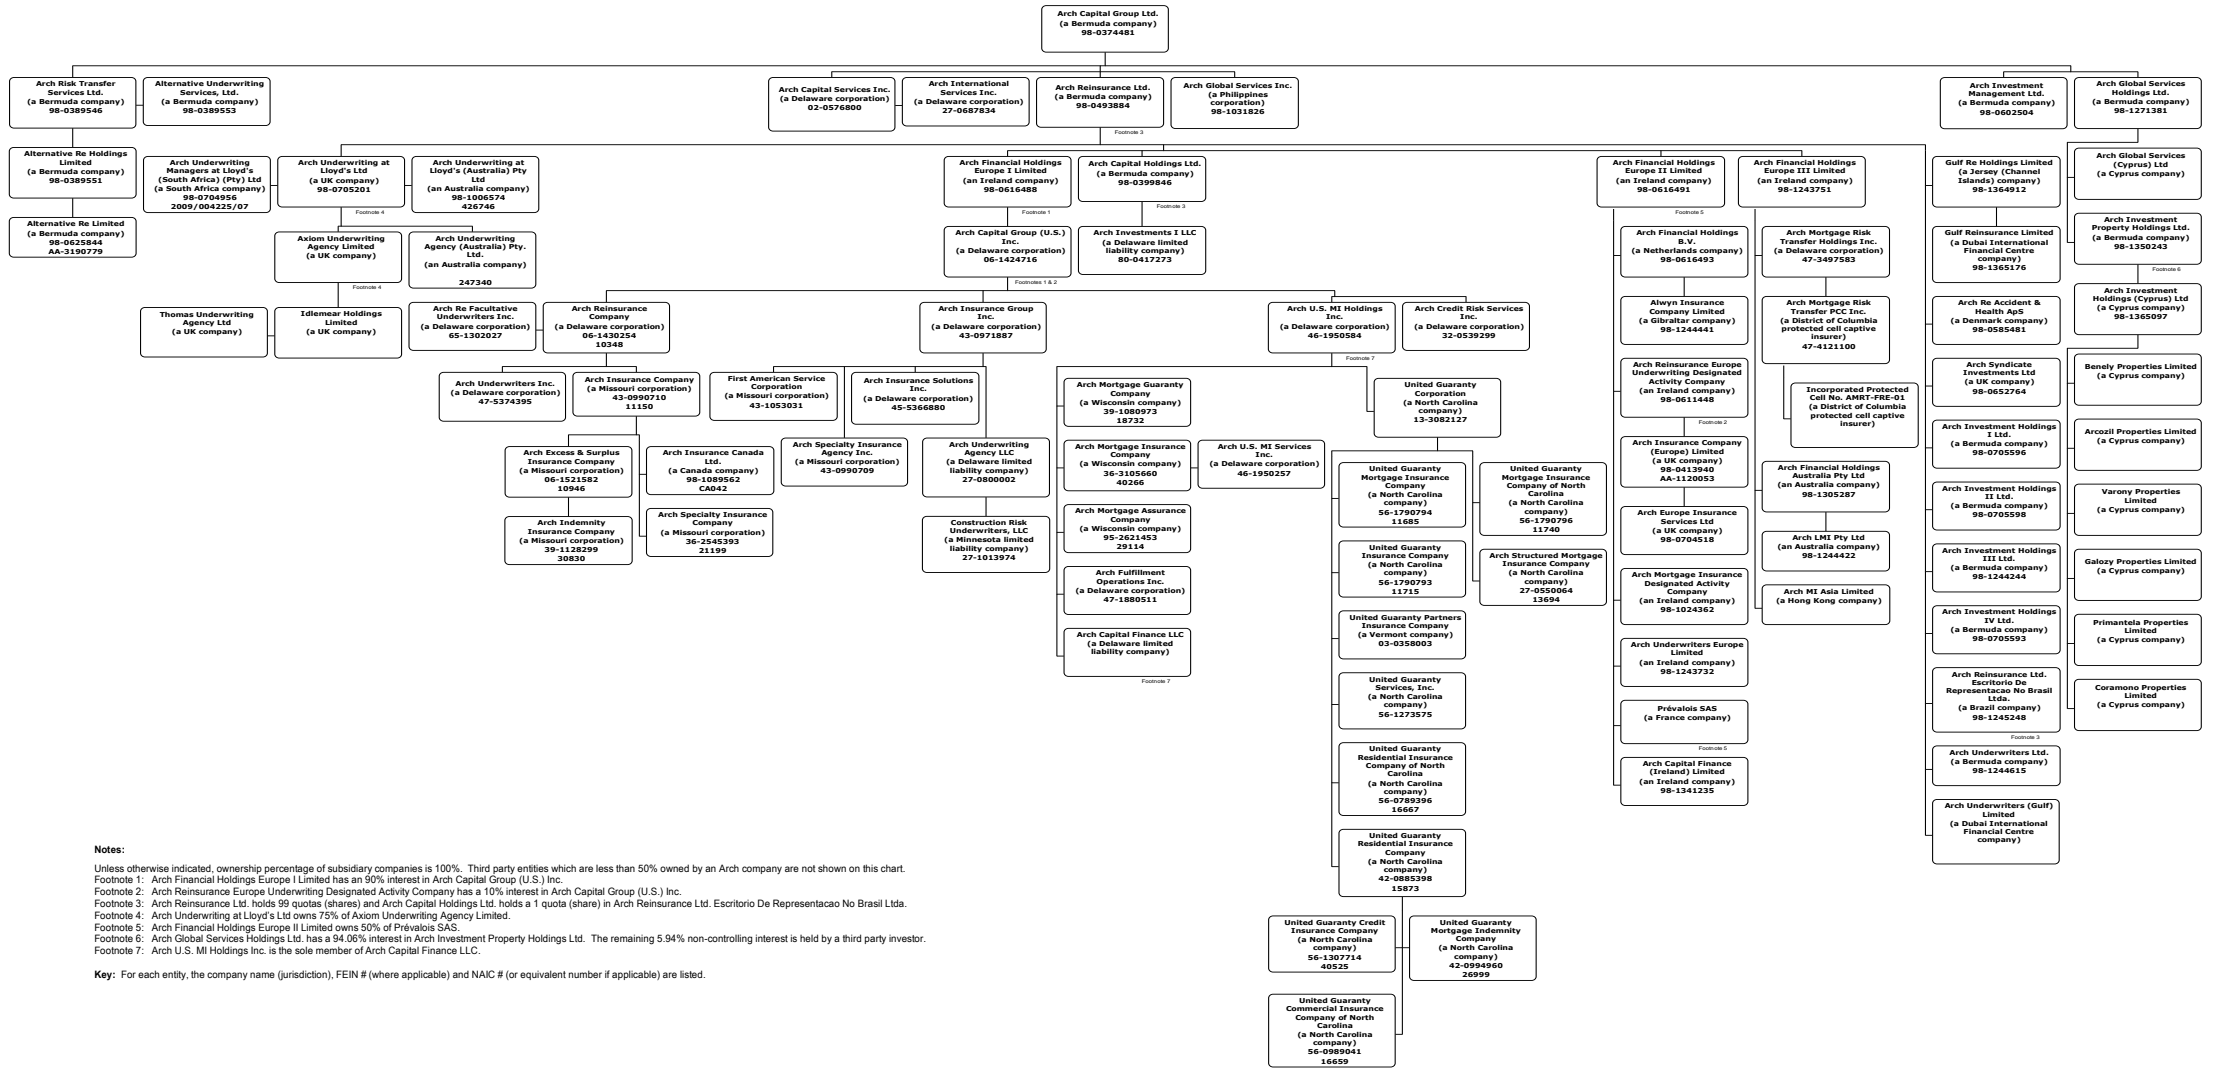 Arch Capital Group Ltd.
(a Bermuda company)
98-0374481
Arch Risk Transfer
Services Ltd.
(a Bermuda company)
98-0389546
Alternative Underwriting
Services, Ltd.
(a Bermuda company)
98-0389553
Arch Capital Services Inc.
(a Delaware corporation)
02-0576800
Arch International
Services Inc.
(a Delaware corporation)
27-0687834
Arch Reinsurance Ltd.
(a Bermuda company)
98-0493884
Footnote 3
Arch Global Services Inc.
(a Philippines
corporation)
98-1031826
Arch Investment
Management Ltd.
(a Bermuda company)
98-0602504
Arch Global Services
Holdings Ltd.
(a Bermuda company)
98-1271381
Alternative Re Holdings
Limited
(a Bermuda company)
98-0389551
Alternative Re Limited
(a Bermuda company)
98-0625844
AA-3190779
Arch Underwriting
Managers at Lloyd's
(South Africa) (Pty) Ltd
(a South Africa company)
98-0704956
2009/004225/07
Arch Underwriting at
Lloyd's Ltd
(a UK company)
98-0705201
Footnote 4
Arch Underwriting at
Lloyd's (Australia) Pty
Ltd
(an Australia company)
98-1006574
426746
Axiom Underwriting
Agency Limited
(a UK company)
Footnote 4
Arch Underwriting
Agency (Australia) Pty.
Ltd.
(an Australia company)
247340
Thomas Underwriting
Agency Ltd
(a UK company)
Idlemear Holdings
Limited
(a UK company)
Arch Financial Holdings
Europe I Limited
(an Ireland company)
98-0616488
Footnote 1
Arch Capital Holdings Ltd.
(a Bermuda company)
98-0399846
Footnote 3
Arch Capital Group (U.S.)
Inc.
(a Delaware corporation)
06-1424716
Footnotes 1 & 2
Arch Investments I LLC
(a Delaware limited
liability company)
80-0417273
Arch Re Facultative
Underwriters Inc.
(a Delaware corporation)
65-1302027
Arch Reinsurance
Company
(a Delaware corporation)
06-1430254
10348
Arch Insurance Group
Inc.
(a Delaware corporation)
43-0971887
Arch U.S. MI Holdings
Inc.
(a Delaware corporation)
46-1950584
Footnote 7
Arch Credit Risk Services
Inc.
(a Delaware corporation)
32-0539299
Arch Underwriters Inc.
(a Delaware corporation)
47-5374395
Arch Insurance Company
(a Missouri corporation)
43-0990710
11150
First American Service
Corporation
(a Missouri corporation)
43-1053031
Arch Insurance Solutions
Inc.
(a Delaware corporation)
45-5366880
Arch Excess & Surplus
Insurance Company
(a Missouri corporation)
06-1521582
10946
Arch Insurance Canada
Ltd.
(a Canada company)
98-1089562
CA042
Arch Specialty Insurance
Agency Inc.
(a Missouri corporation)
43-0990709
Arch Underwriting
Agency LLC
(a Delaware limited
liability company)
27-0800002
Arch Indemnity
Insurance Company
(a Missouri corporation)
39-1128299
30830
Arch Specialty Insurance
Company
(a Missouri corporation)
36-2545393
21199
Construction Risk
Underwriters, LLC
(a Minnesota limited
liability company)
27-1013974
Arch Mortgage Guaranty
Company
(a Wisconsin company)
39-1080973
18732
Arch Mortgage Insurance
Company
(a Wisconsin company)
36-3105660
40266
Arch U.S. MI Services
Inc.
(a Delaware corporation)
46-1950257
Arch Mortgage Assurance
Company
(a Wisconsin company)
95-2621453
29114
Arch Fulfillment
Operations Inc.
(a Delaware corporation)
47-1880511
Arch Capital Finance LLC
(a Delaware limited
liability company)
Footnote 7
United Guaranty
Corporation
(a North Carolina
company)
13-3082127
United Guaranty
Mortgage Insurance
Company
(a North Carolina
company)
56-1790794
11685
United Guaranty
Mortgage Insurance
Company of North
Carolina
(a North Carolina
company)
56-1790796
11740
United Guaranty
Insurance Company
(a North Carolina
company)
56-1790793
11715
Arch Structured Mortgage
Insurance Company
(a North Carolina
company)
27-0550064
13694
United Guaranty Partners
Insurance Company
(a Vermont company)
03-0358003
United Guaranty
Services, Inc.
(a North Carolina
company)
56-1273575
United Guaranty
Residential Insurance
Company of North
Carolina
(a North Carolina
company)
56-0789396
16667
United Guaranty
Residential Insurance
Company
(a North Carolina
company)
42-0885398
15873
United Guaranty Credit
Insurance Company
(a North Carolina
company)
56-1307714
40525
United Guaranty
Mortgage Indemnity
Company
(a North Carolina
company)
42-0994960
26999
United Guaranty
Commercial Insurance
Company of North
Carolina
(a North Carolina
company)
56-0989041
16659
Arch Financial Holdings
Europe II Limited
(an Ireland company)
98-0616491
Footnote 5
Arch Financial Holdings
B.V.
(a Netherlands company)
98-0616493
Alwyn Insurance
Company Limited
(a Gibraltar company)
98-1244441
Arch Reinsurance Europe
Underwriting Designated
Activity Company
(an Ireland company)
98-0611448
Footnote 2
Arch Insurance Company
(Europe) Limited
(a UK company)
98-0413940
AA-1120053
Arch Europe Insurance
Services Ltd
(a UK company)
98-0704518
Arch Mortgage Insurance
Designated Activity
Company
(an Ireland company)
98-1024362
Arch Underwriters Europe
Limited
(an Ireland company)
98-1243732
Prévalois SAS
(a France company)
Footnote 5
Arch Capital Finance
(Ireland) Limited
(an Ireland company)
98-1341235
Arch Financial Holdings
Europe III Limited
(an Ireland company)
98-1243751
Arch Mortgage Risk
Transfer Holdings Inc.
(a Delaware corporation)
47-3497583
Arch Mortgage Risk
Transfer PCC Inc.
(a District of Columbia
protected cell captive
insurer)
47-4121100
Incorporated Protected
Cell No. AMRT-FRE-01
(a District of Columbia
protected cell captive
insurer)
Arch Financial Holdings
Australia Pty Ltd
(an Australia company)
98-1305287
Arch LMI Pty Ltd
(an Australia company)
98-1244422
Arch MI Asia Limited
(a Hong Kong company)
Gulf Re Holdings Limited
(a Jersey (Channel
Islands) company)
98-1364912
Gulf Reinsurance Limited
(a Dubai International
Financial Centre
company)
98-1365176
Arch Re Accident &
Health ApS
(a Denmark company)
98-0585481
Arch Syndicate
Investments Ltd
(a UK company)
98-0652764
Arch Investment Holdings
I Ltd.
(a Bermuda company)
98-0705596
Arch Investment Holdings
II Ltd.
(a Bermuda company)
98-0705598
Arch Investment Holdings
III Ltd.
(a Bermuda company)
98-1244244
Arch Investment Holdings
IV Ltd.
(a Bermuda company)
98-0705593
Arch Reinsurance Ltd.
Escritorio De
Representacao No Brasil
Ltda.
(a Brazil company)
98-1245248
Footnote 3
Arch Underwriters Ltd.
(a Bermuda company)
98-1244615
Arch Underwriters (Gulf)
Limited
(a Dubai International
Financial Centre
company)
Arch Global Services
(Cyprus) Ltd
(a Cyprus company)
Arch Investment
Property Holdings Ltd.
(a Bermuda company)
98-1350243
Footnote 6
Arch Investment
Holdings (Cyprus) Ltd
(a Cyprus company)
98-1365097
Benely Properties Limited
(a Cyprus company)
Arcozil Properties Limited
(a Cyprus company)
Varony Properties
Limited
(a Cyprus company)
Galozy Properties Limited
(a Cyprus company)
Primantela Properties
Limited
(a Cyprus company)
Coramono Properties
Limited
(a Cyprus company)
Notes:
Unless otherwise indicated, ownership percentage of subsidiary companies is 100%. Third party entities which are less than 50% owned by an Arch company are not shown on this chart.
Footnote 1: Arch Financial Holdings Europe I Limited has an 90% interest in Arch Capital Group (U.S.) Inc.
Footnote 2: Arch Reinsurance Europe Underwriting Designated Activity Company has a 10% interest in Arch Capital Group (U.S.) Inc.
Footnote 3: Arch Reinsurance Ltd. holds 99 quotas (shares) and Arch Capital Holdings Ltd. holds a 1 quota (share) in Arch Reinsurance Ltd. Escritorio De Representacao No Brasil Ltda.
Footnote 4: Arch Underwriting at Lloyd's Ltd owns 75% of Axiom Underwriting Agency Limited.
Footnote 5: Arch Financial Holdings Europe II Limited owns 50% of Prévalois SAS.
Footnote 6: Arch Global Services Holdings Ltd. has a 94.06% interest in Arch Investment Property Holdings Ltd. The remaining 5.94% non-controlling interest is held by a third party investor.
Footnote 7: Arch U.S. MI Holdings Inc. is the sole member of Arch Capital Finance LLC.
Key: For each entity, the company name (jurisdiction), FEIN # (where applicable) and NAIC # (or equivalent number if applicable) are listed.